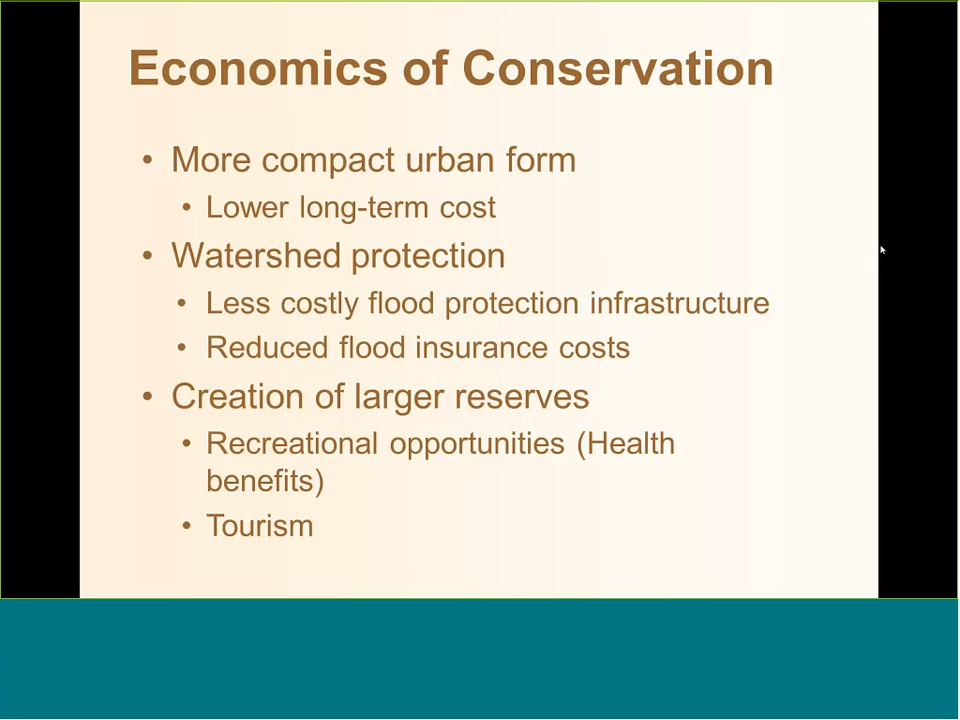 Economics of Conservation
• More compact urban form
• Lower long-term cost
• Watershed protection
• Less costly flood protection infrastructure
• Reduced flood insurance costs
• Creation of larger reserves
• Recreational opportunities (Health
benefits)
• Tourism